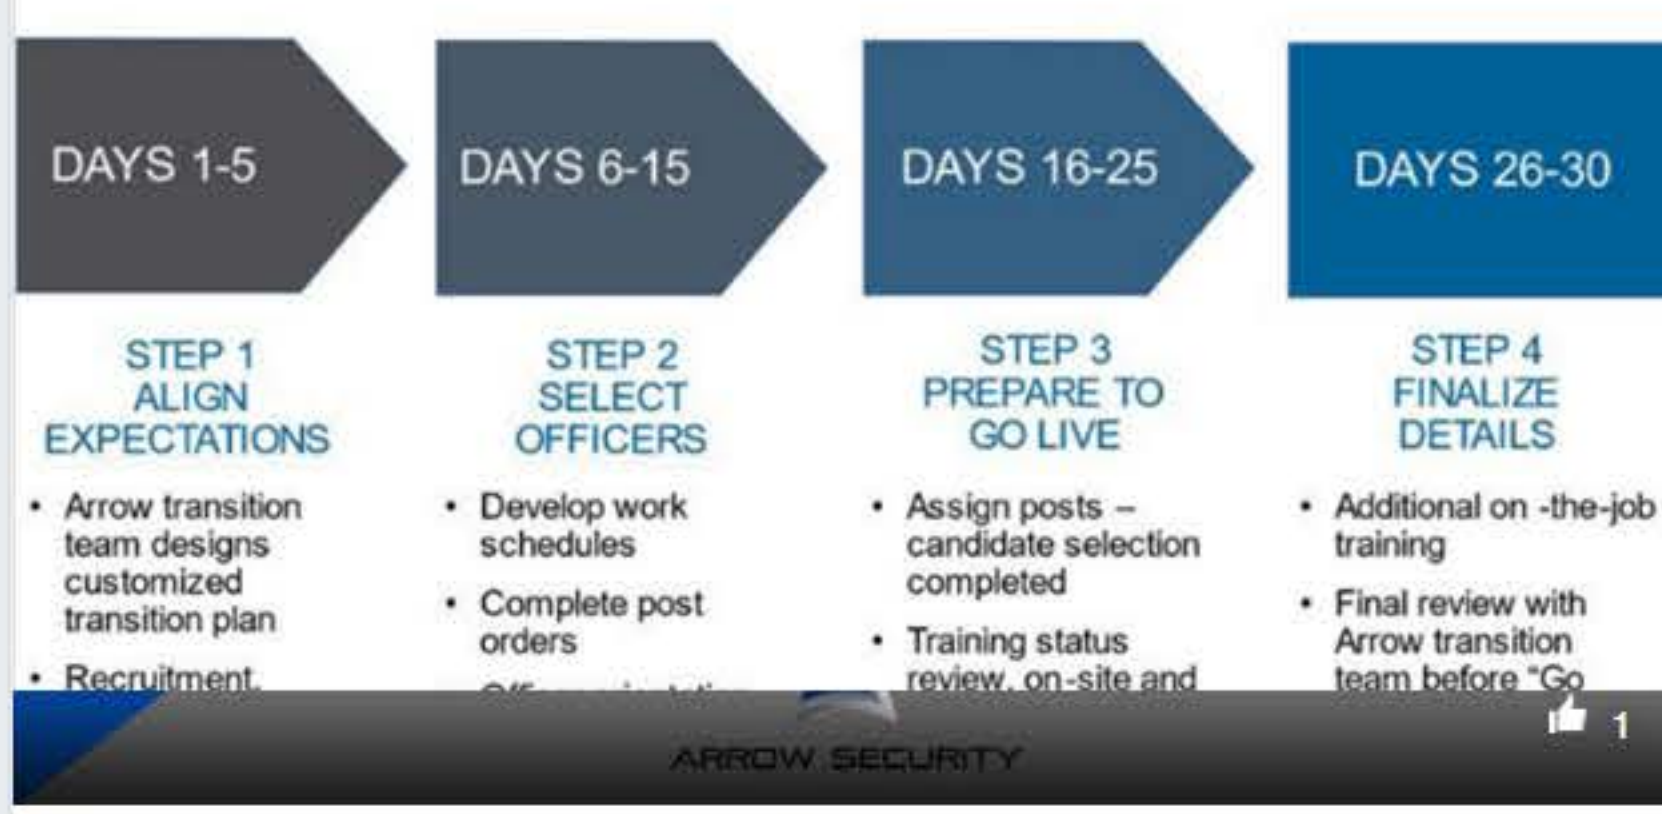 DAYS 1-5
DAYS 6-15
DAYS 16-25
DAYS 26-30
STEP 1
ALIGN
EXPECTATIONS
• Arrow transition
team designs
customized
transition plan
• Recruitment,
STEP 2
SELECT
OFFICERS
• Develop work
schedules
• Complete post
orders
STEP 3
PREPARE TO
GO LIVE
• Assign posts –
candidate selection
completed
• Training status
review, on-site and
STEP 4
FINALIZE
DETAILS
• Additional on -the-job
training
• Final review with
Arrow transition
team before "Go
ARROW SECURITY
1